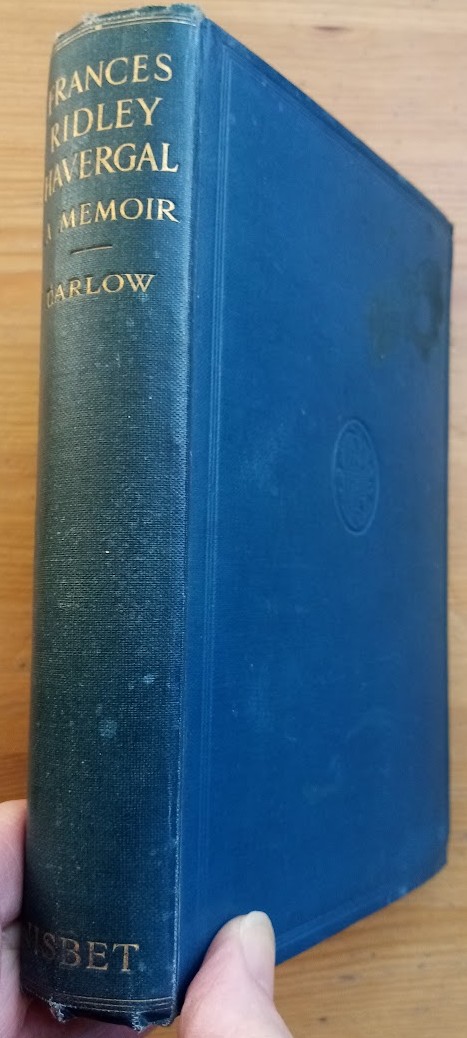 FRANCES
RIDLEY
HAVERGAL
A MEMOIR
CARLOW
NISBET